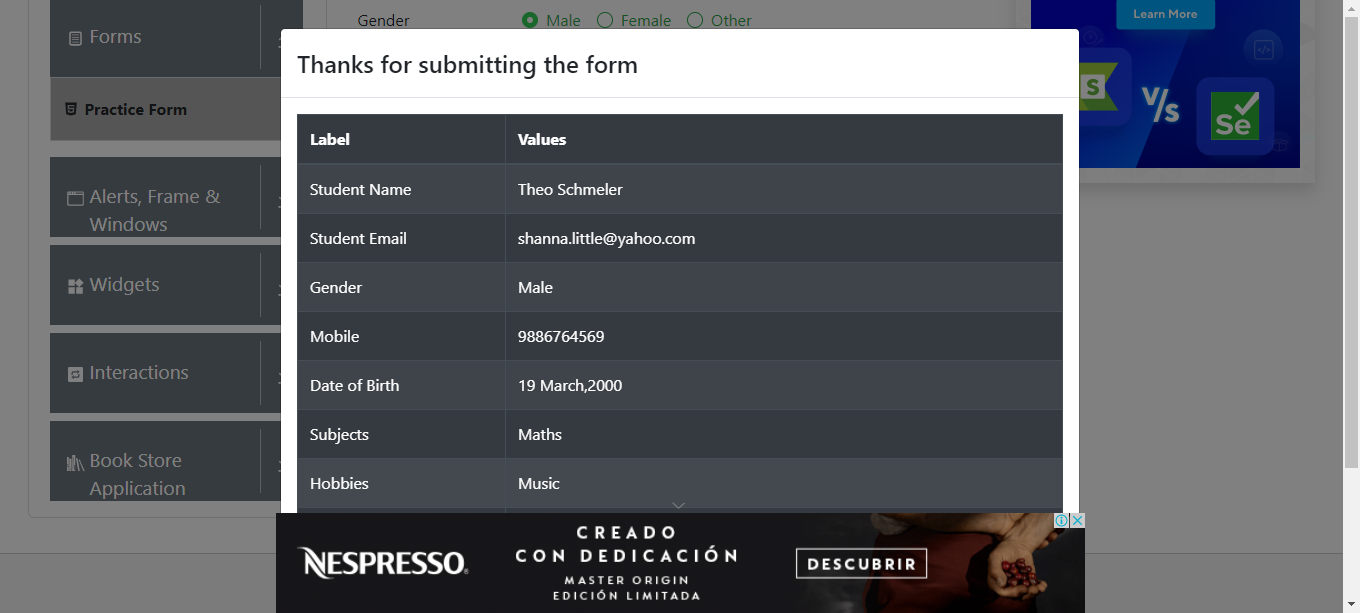 Gender
Male
Female
Other
Learn More
Forms
Practice Form
Alerts, Frame &
Windows
Widgets
Interactions
Book Store
Application
Thanks for submitting the form
Label Values
Student Name Theo Schmeler
Student Email shanna.little@yahoo.com
Gender Male
Mobile 9886764569
Date of Birth 19 March,2000
Subjects Maths
Hobbies Music
S
V/s
Se
NESPRESSO®
CREADO
CON DEDICACIÓN
MASTER ORIGIN
EDICIÓN LIMITADA
DESCUBRIR